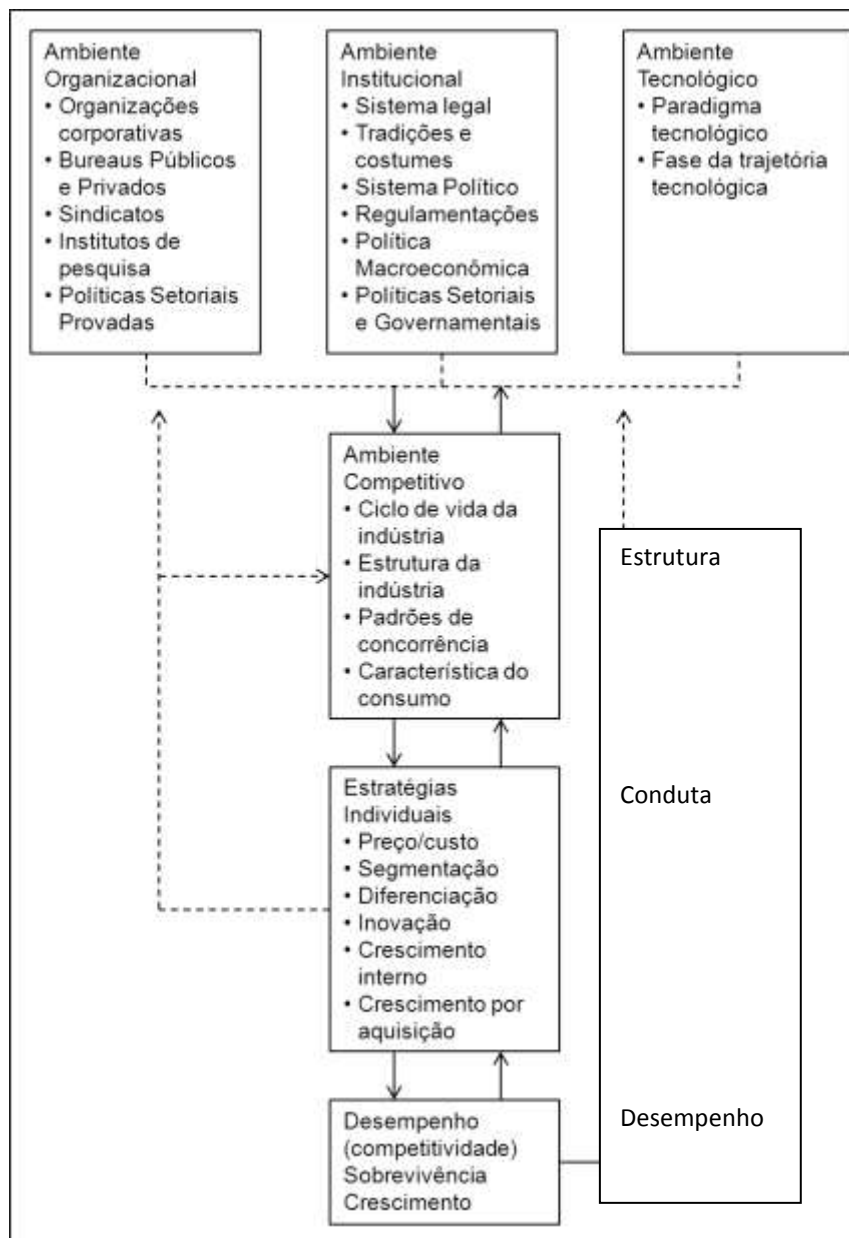 Ambiente
Organizacional
• Organizações
corporativas
• Bureaus Públicos
e Privados
• Sindicatos
• Institutos de
pesquisa
• Políticas Setoriais
Provadas
Ambiente
Institucional
• Sistema legal
• Tradições e
costumes
• Sistema Político
• Regulamentações
• Política
Macroeconômica
• Políticas Setoriais
e Governamentais
Ambiente
Tecnológico
• Paradigma
tecnológico
• Fase da trajetória
tecnológica
Ambiente
Competitivo
• Ciclo de vida da
indústria
• Estrutura da
indústria
• Padrões de
concorrência
• Característica do
consumo
Estratégias
Individuais
• Preço/custo
• Segmentação
• Diferenciação
• Inovação
• Crescimento
interno
• Crescimento por
aquisição
Desempenho
(competitividade)
Sobrevivência
Crescimento
Estrutura
Conduta
Desempenho